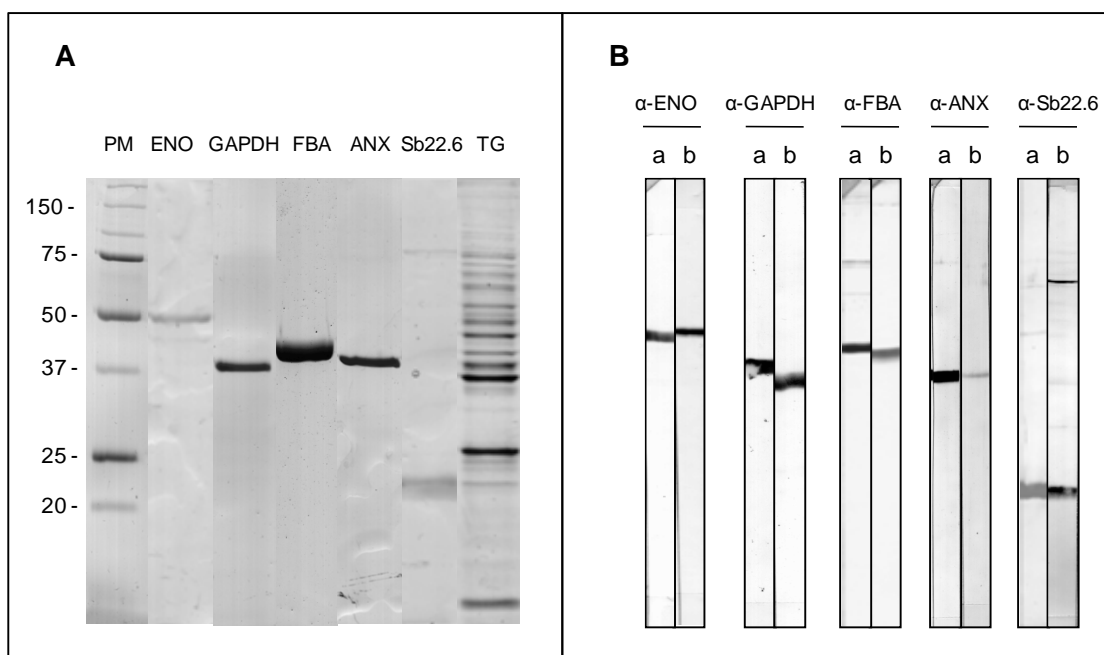 A
PM ENO GAPDH FBA ANX Sb22.6 TG
150 -
75 -
50 -
37 -
25 -
20 -
B
α-ENO α-GAPDH α-FBA α-ANX α-Sb22.6
a b a b a b a b a b